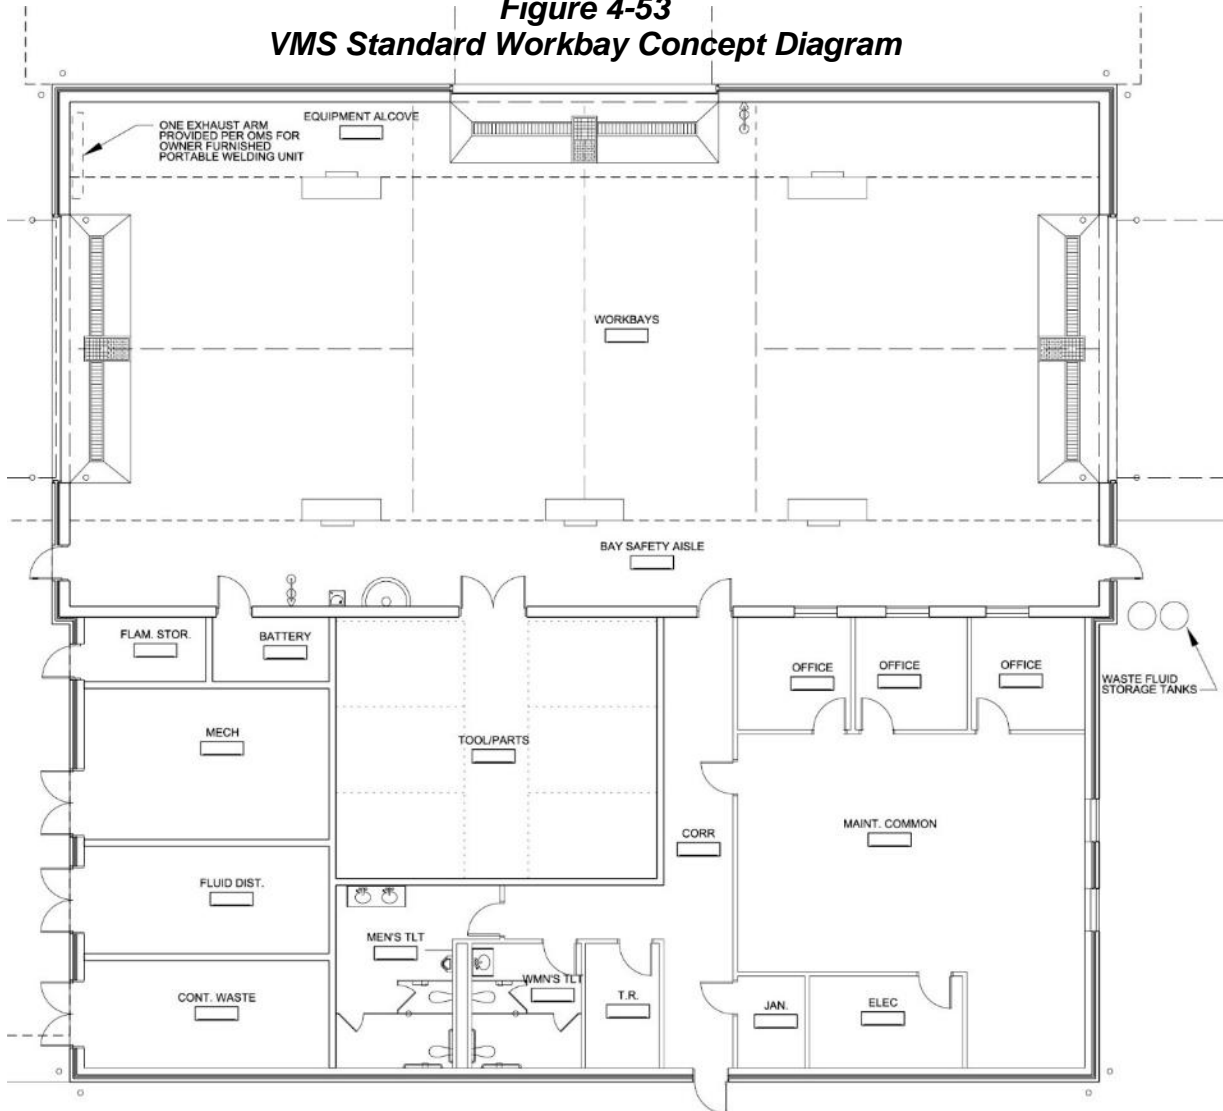 Figure 4-53
VMS Standard Workbay Concept Diagram
ONE EXHAUST ARM
PROVIDED PER OMS FOR
OWNER FURNISHED
PORTABLE WELDING UNIT
EQUIPMENT ALCOVE
WORKBAYS
BAY SAFETY AISLE
FLAM. STOR.
BATTERY
OFFICE
OFFICE
OFFICE
WASTE FLUID
STORAGE TANKS
MECH
TOOL/PARTS
CORR
MAINT. COMMON
FLUID DIST.
MEN'S TLT
WMN'S TLT
CONT. WASTE
T.R.
JAN.
ELEC